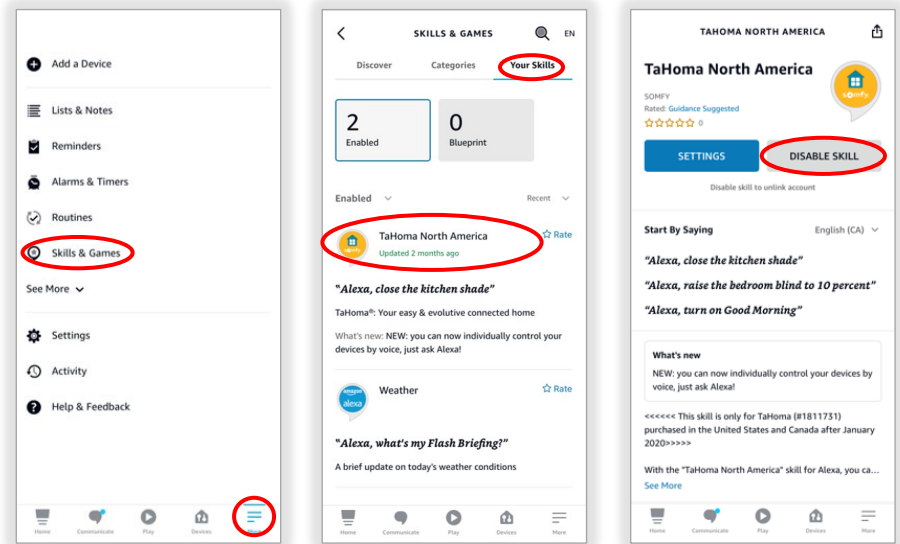 Add a Device
Lists & Notes
Reminders
Alarms & Timers
Routines
Skills & Games
See More
Settings
Activity
Help & Feedback
Home
Communicate
Play
Devices
More
SKILLS & GAMES
EN
Discover
Categories
Your Skills
2
Enabled
0
Blueprint
Enabled
Recent
TaHoma North America
Rate
Updated 2 months ago
"Alexa, close the kitchen shade"
TaHoma®: Your easy & evolutive connected home
What's new: NEW: you can now individually control your
devices by voice, just ask Alexa!
amazon
alexa
Weather
Rate
"Alexa, what's my Flash Briefing?"
A brief update on today's weather conditions
Home
Communicate
Play
Devices
More
TAHOMA NORTH AMERICA
TaHoma North America
somfy
SOMFY
Rated: Guidance Suggested
0
SETTINGS
DISABLE SKILL
Disable skill to unlink account
Start By Saying
English (CA)
"Alexa, close the kitchen shade"
"Alexa, raise the bedroom blind to 10 percent"
"Alexa, turn on Good Morning"
What's new
NEW: you can now individually control your devices by
voice, just ask Alexa!
<<<<<< This skill is only for TaHoma (#1811731)
purchased in the United States and Canada after January
2020>>>>>
With the "TaHoma North America" skill for Alexa, you ca...
See More
Home
Communicate
Play
Devices
More